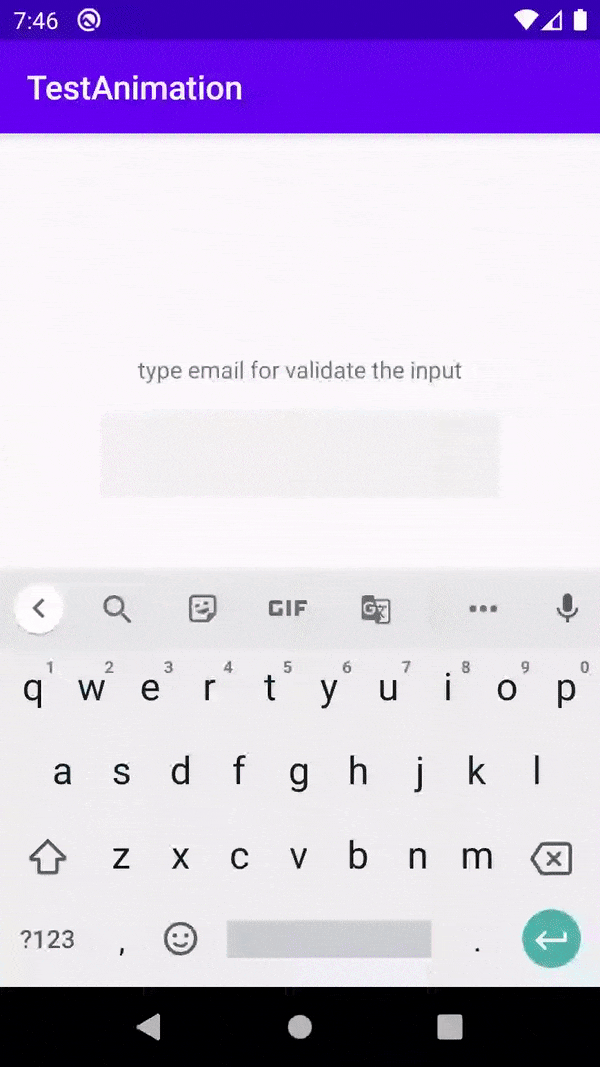 7:46
TestAnimation
type email for validate the input
GIF
G
1 2 3 4 5 6 7 8 9 0
q w e r t y u i o p
a s d f g h j k l
z x c v b n m
?123 , .